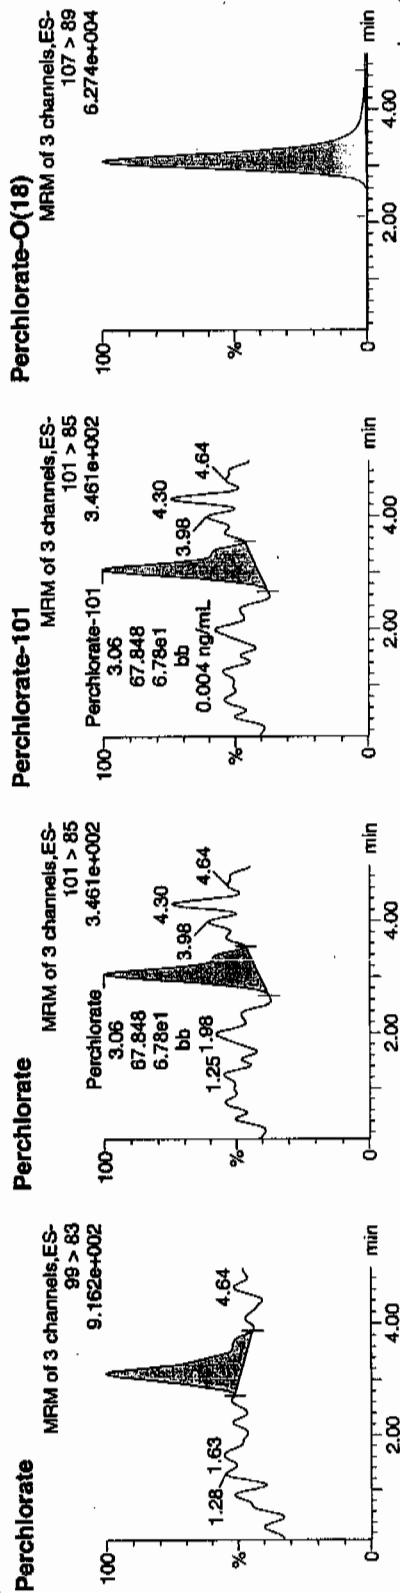 Perchlorate
MRM of 3 channels,ES-
99 > 83
9.162e+002
100
%
0
1.28
1.63
4.64
2.00
4.00
min
Perchlorate
MRM of 3 channels,ES-
101 > 85
3.461e+002
100
%
0
Perchlorate
3.06
67.848
6.78e1
bb
1.25
1.98
3.98
4.30
4.64
2.00
4.00
min
Perchlorate-101
MRM of 3 channels,ES-
101 > 85
3.461e+002
100
%
0
Perchlorate-101
3.06
67.848
6.78e1
bb
0.004 ng/mL
3.98
4.30
4.64
2.00
4.00
min
Perchlorate-O(18)
MRM of 3 channels,ES-
107 > 89
6.274e+004
100
%
0
2.00
4.00
min